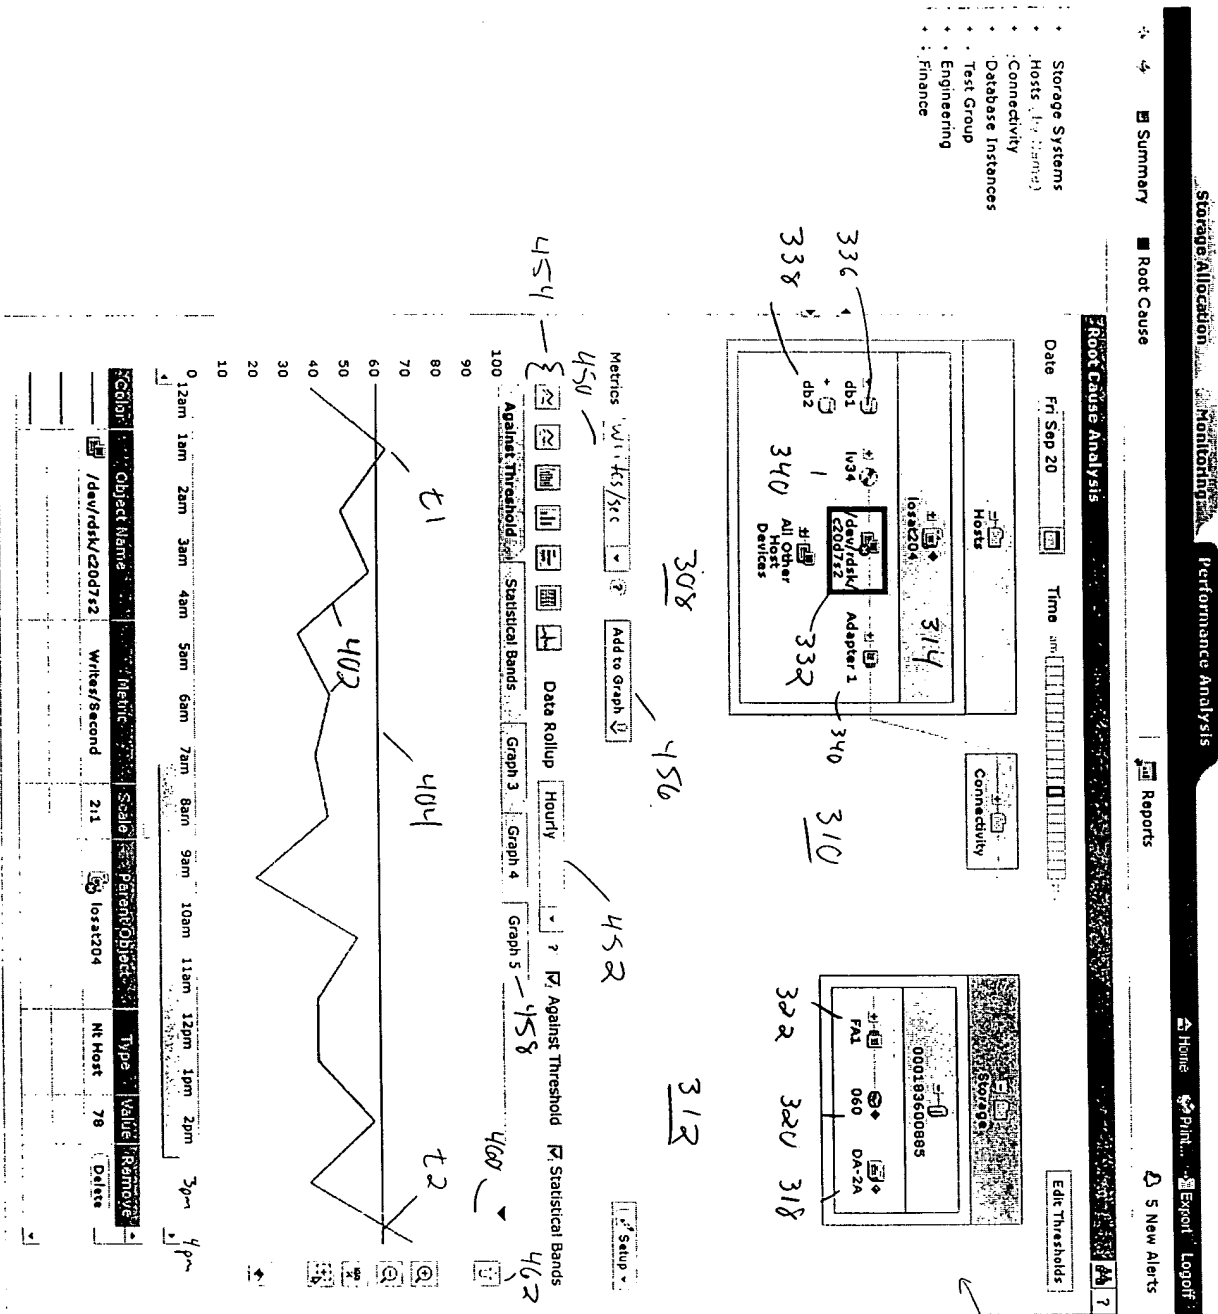 Storage Allocation Monitoring Performance Analysis
Home Print... Export Logoff
Summary Root Cause Reports 5 New Alerts
Storage Systems
Hosts
Connectivity
Database Instances
Test Group
Engineering
Finance
Root Cause Analysis ?
Date Fri Sep 20 Time am Edit Thresholds
Hosts
losat204
314
db1
lv34
/dev/rdsk/
c20d7s2
Adapter 1
db2
All Other
Host
Devices
336
338
340
332
340
Connectivity
310
Storage
000183600885
FA1 060 DA-2A
322 320 318
308
312
Metrics Writes/sec ? Add to Graph Setup
450
456
454
Data Rollup Hourly ? Against Threshold Statistical Bands
452
462
Against Threshold Statistical Bands Graph 3 Graph 4 Graph 5
458
460
100
90
80
70
60
50
40
30
20
10
0
t1
402
404
t2
12am 1am 2am 3am 4am 5am 6am 7am 8am 9am 10am 11am 12pm 1pm 2pm 3pm 4pm
Color Object Name Metric Scale Parent Object Type Value Remove
/dev/rdsk/c20d7s2 Writes/Second 2:1 losat204 Nt Host 78 Delete